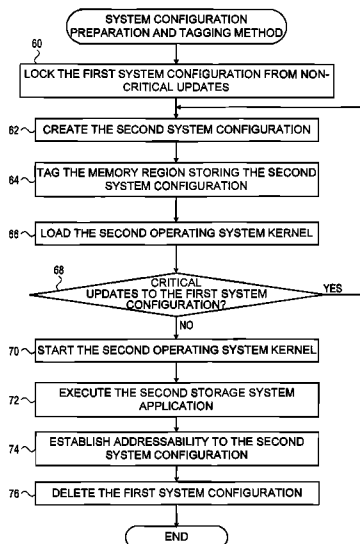 SYSTEM CONFIGURATION
PREPARATION AND TAGGING METHOD
60
LOCK THE FIRST SYSTEM CONFIGURATION FROM NON-
CRITICAL UPDATES
62
CREATE THE SECOND SYSTEM CONFIGURATION
64
TAG THE MEMORY REGION STORING THE SECOND
SYSTEM CONFIGURATION
66
LOAD THE SECOND OPERATING SYSTEM KERNEL
68
CRITICAL
UPDATES TO THE FIRST SYSTEM
CONFIGURATION?
YES
NO
70
START THE SECOND OPERATING SYSTEM KERNEL
72
EXECUTE THE SECOND STORAGE SYSTEM
APPLICATION
74
ESTABLISH ADDRESSABILITY TO THE SECOND
SYSTEM CONFIGURATION
76
DELETE THE FIRST SYSTEM CONFIGURATION
END